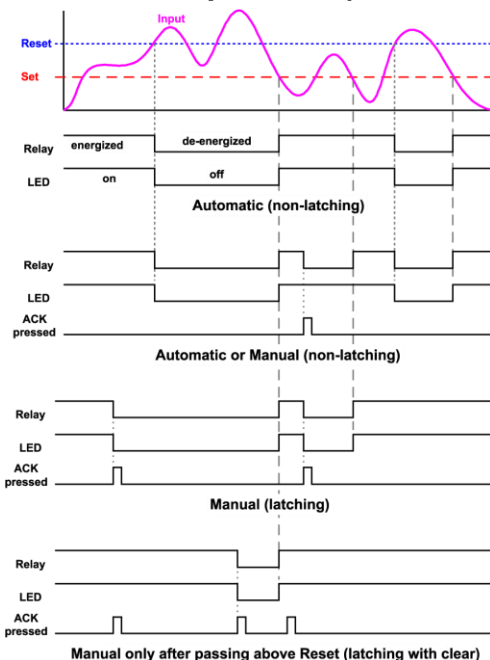 Input
Reset
Set
Relay energized de-energized
LED on off
Automatic (non-latching)
Relay
LED
ACK
pressed
Automatic or Manual (non-latching)
Relay
LED
ACK
pressed
Manual (latching)
Relay
LED
ACK
pressed
Manual only after passing above Reset (latching with clear)